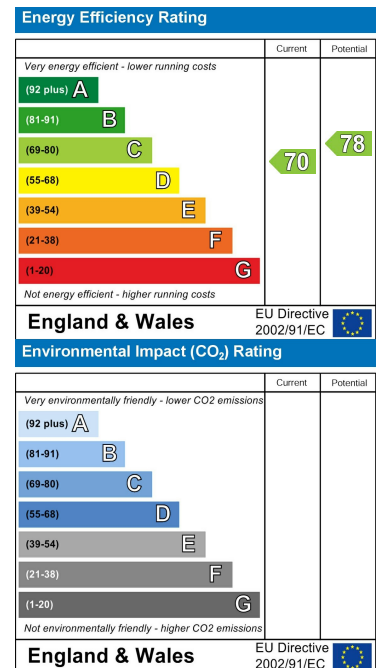 Energy Efficiency Rating
Current Potential
Very energy efficient - lower running costs
(92 plus) A
(81-91) B
(69-80) C
(55-68) D
(39-54) E
(21-38) F
(1-20) G
70
78
Not energy efficient - higher running costs
England & Wales
EU Directive
2002/91/EC
Environmental Impact (CO₂) Rating
Current Potential
Very environmentally friendly - lower CO2 emissions
(92 plus) A
(81-91) B
(69-80) C
(55-68) D
(39-54) E
(21-38) F
(1-20) G
Not environmentally friendly - higher CO2 emissions
England & Wales
EU Directive
2002/91/EC